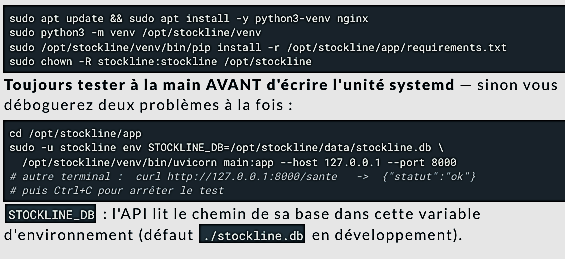 sudo apt update && sudo apt install -y python3-venv nginx
sudo python3 -m venv /opt/stockline/venv
sudo /opt/stockline/venv/bin/pip install -r /opt/stockline/app/requirements.txt
sudo chown -R stockline:stockline /opt/stockline
Toujours tester à la main AVANT d'écrire l'unité systemd — sinon vous
déboguerez deux problèmes à la fois :
cd /opt/stockline/app
sudo -u stockline env STOCKLINE_DB=/opt/stockline/data/stockline.db \
  /opt/stockline/venv/bin/uvicorn main:app --host 127.0.0.1 --port 8000
# autre terminal :  curl http://127.0.0.1:8000/sante   ->  {"statut":"ok"}
# puis Ctrl+C pour arrêter le test
STOCKLINE_DB : l'API lit le chemin de sa base dans cette variable
d'environnement (défaut ./stockline.db en développement).